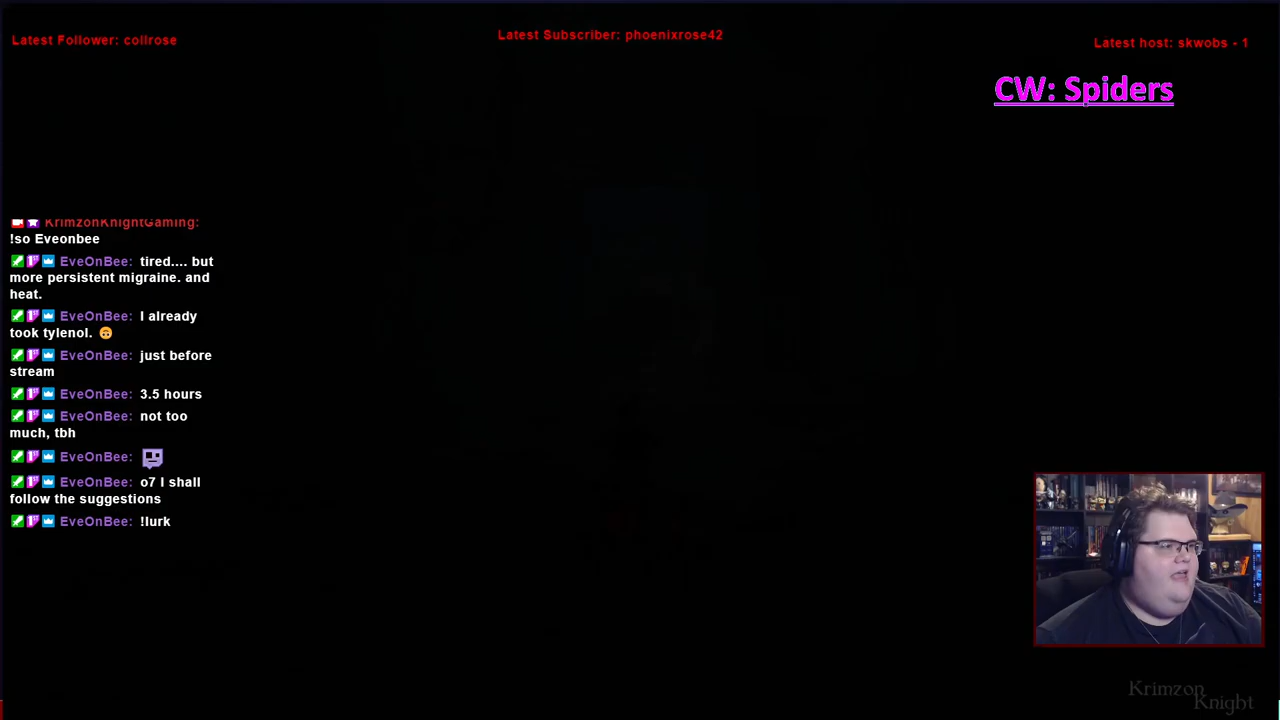 Latest Follower: collrose
Latest Subscriber: phoenixrose42
Latest host: skwobs - 1
CW: Spiders
KrimzonKnightGaming:
!so Eveonbee
EveOnBee: tired.... but
more persistent migraine. and
heat.
EveOnBee: I already
took tylenol. 🙃
EveOnBee: just before
stream
EveOnBee: 3.5 hours
EveOnBee: not too
much, tbh
EveOnBee:
EveOnBee: o7 I shall
follow the suggestions
EveOnBee: !lurk
Krimzon
Knight